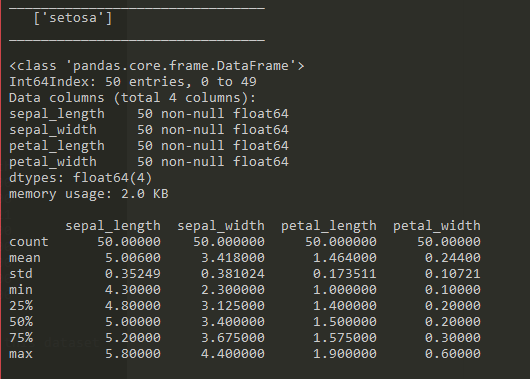 ['setosa']
<class 'pandas.core.frame.DataFrame'>
Int64Index: 50 entries, 0 to 49
Data columns (total 4 columns):
sepal_length    50 non-null float64
sepal_width     50 non-null float64
petal_length    50 non-null float64
petal_width     50 non-null float64
dtypes: float64(4)
memory usage: 2.0 KB
       sepal_length  sepal_width  petal_length  petal_width
count      50.00000    50.000000     50.000000     50.00000
mean        5.00600     3.418000      1.464000      0.24400
std         0.35249     0.381024      0.173511      0.10721
min         4.30000     2.300000      1.000000      0.10000
25%         4.80000     3.125000      1.400000      0.20000
50%         5.00000     3.400000      1.500000      0.20000
75%         5.20000     3.675000      1.575000      0.30000
max         5.80000     4.400000      1.900000      0.60000